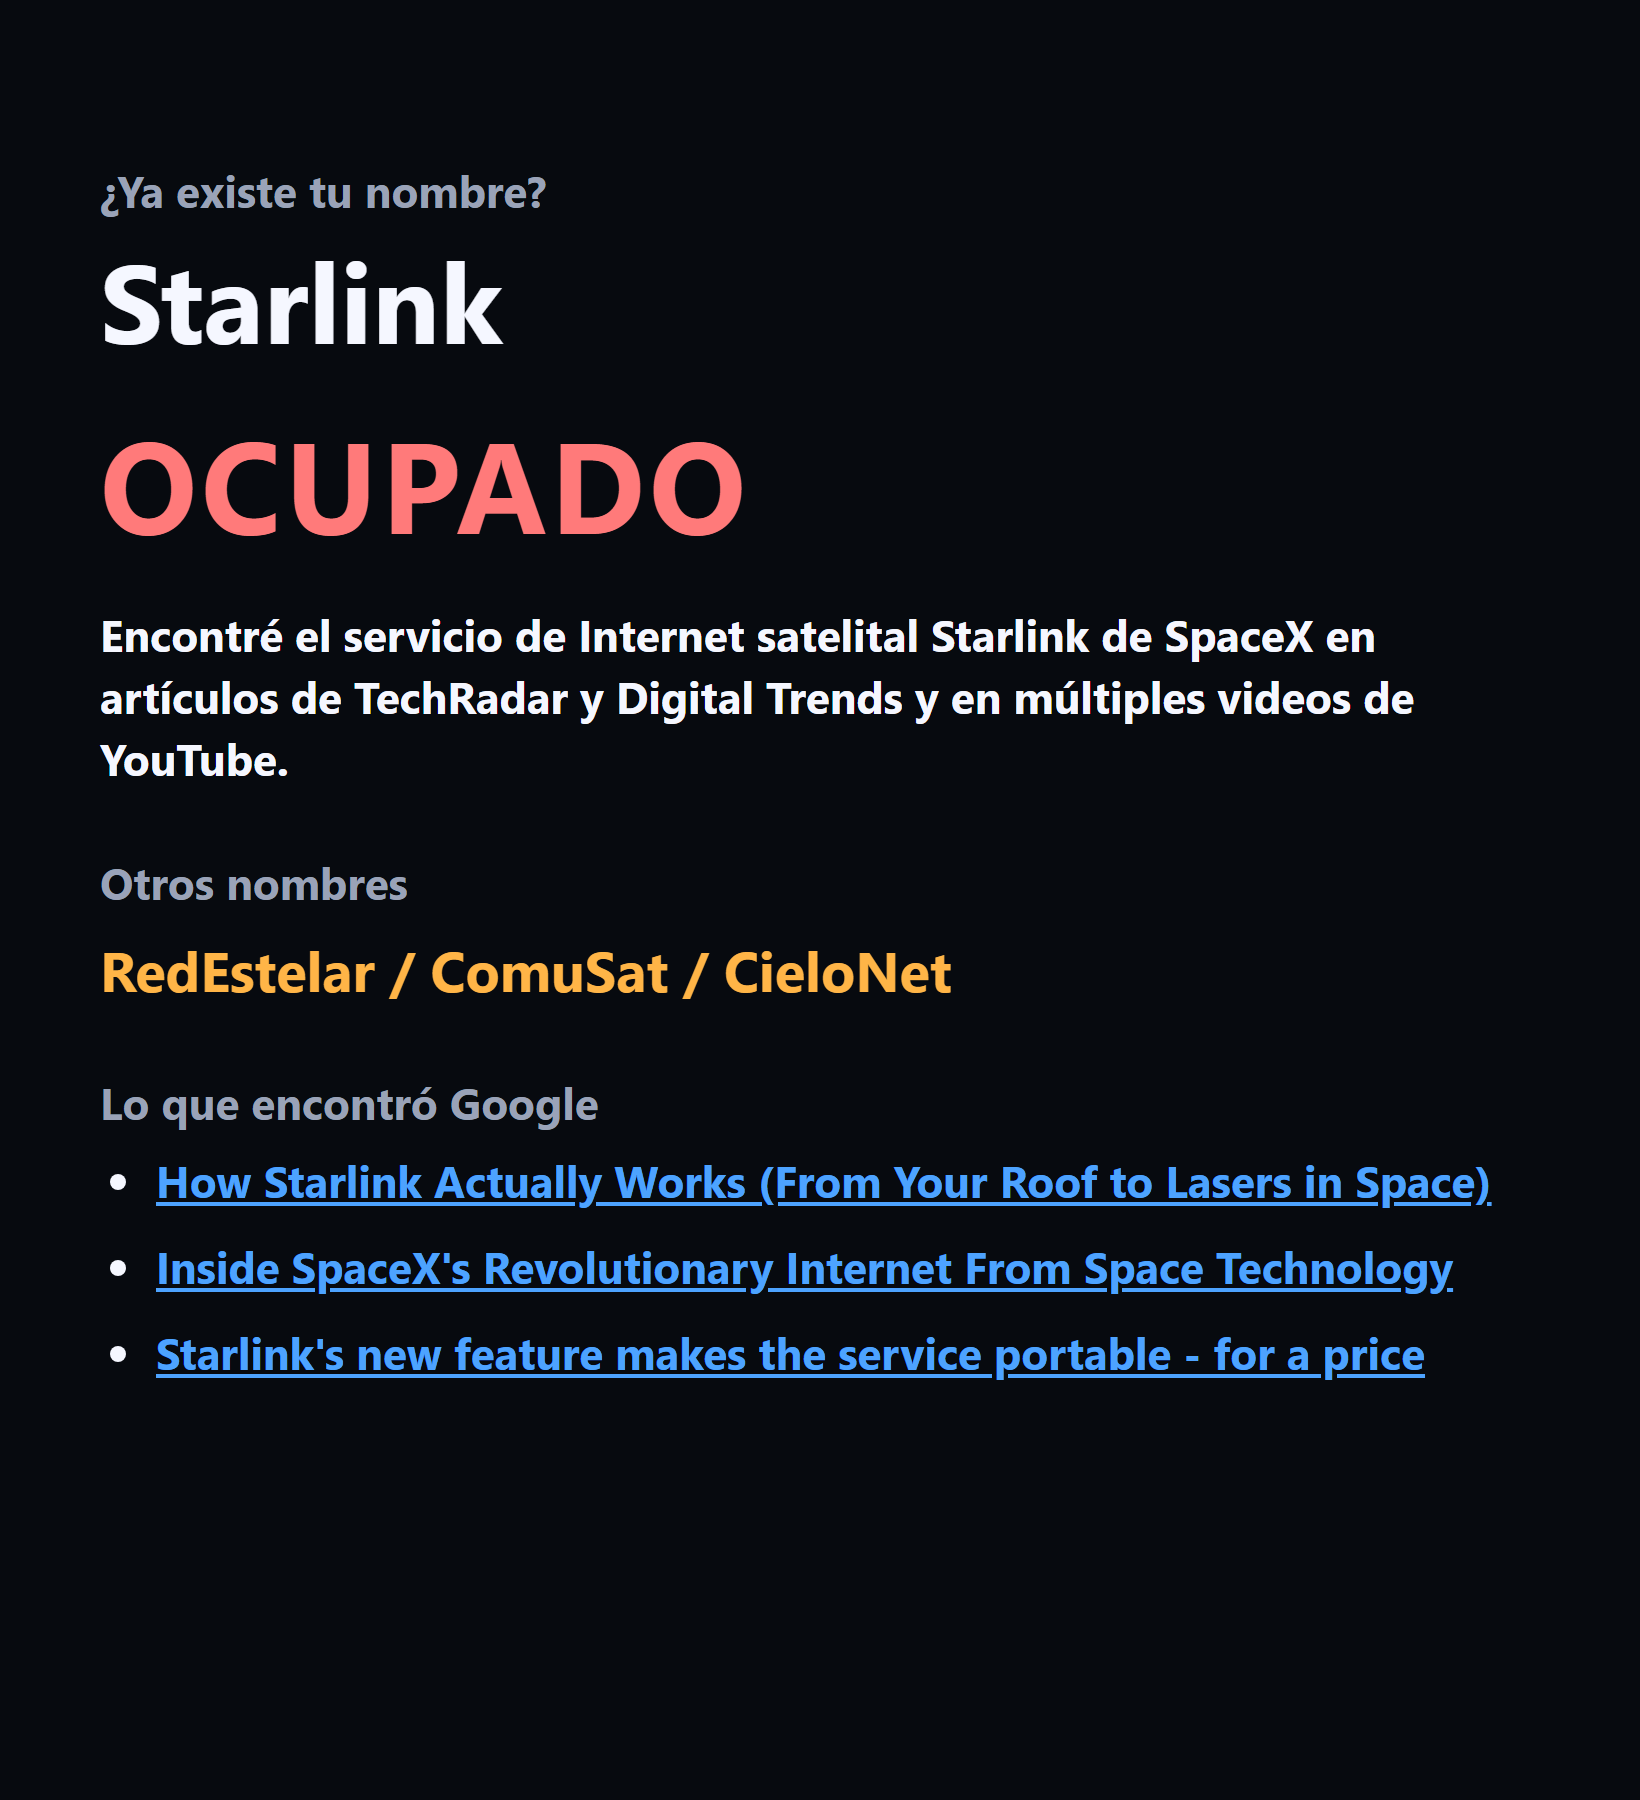 ¿Ya existe tu nombre?
Starlink
OCUPADO
Encontré el servicio de Internet satelital Starlink de SpaceX en
artículos de TechRadar y Digital Trends y en múltiples videos de
YouTube.
Otros nombres
RedEstelar / ComuSat / CieloNet
Lo que encontró Google
• How Starlink Actually Works (From Your Roof to Lasers in Space)
• Inside SpaceX's Revolutionary Internet From Space Technology
• Starlink's new feature makes the service portable - for a price